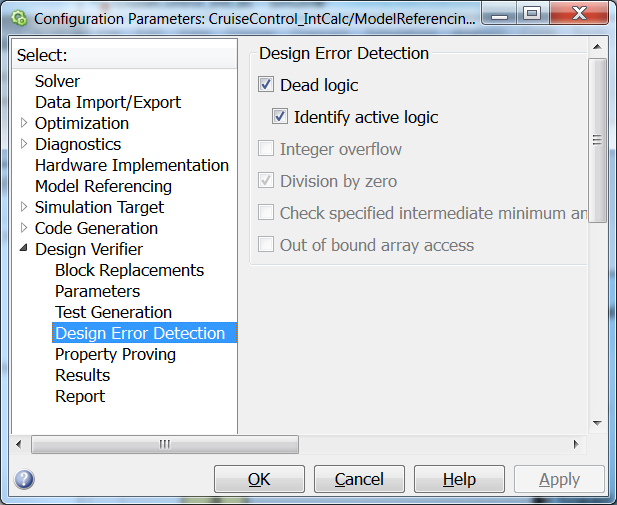 Configuration Parameters: CruiseControl_IntCalc/ModelReferencin...
Select:
Solver
Data Import/Export
Optimization
Diagnostics
Hardware Implementation
Model Referencing
Simulation Target
Code Generation
Design Verifier
Block Replacements
Parameters
Test Generation
Design Error Detection
Property Proving
Results
Report
Design Error Detection
Dead logic
Identify active logic
Integer overflow
Division by zero
Check specified intermediate minimum an
Out of bound array access
OK
Cancel
Help
Apply